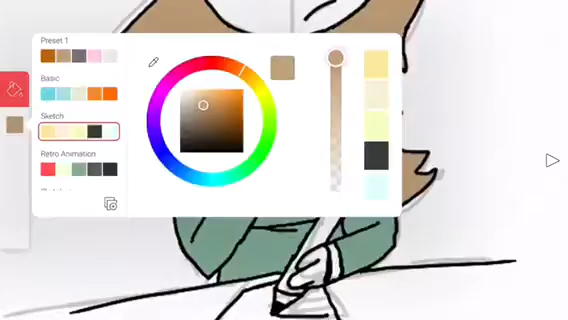 Preset 1
Basic
Sketch
Retro Animation